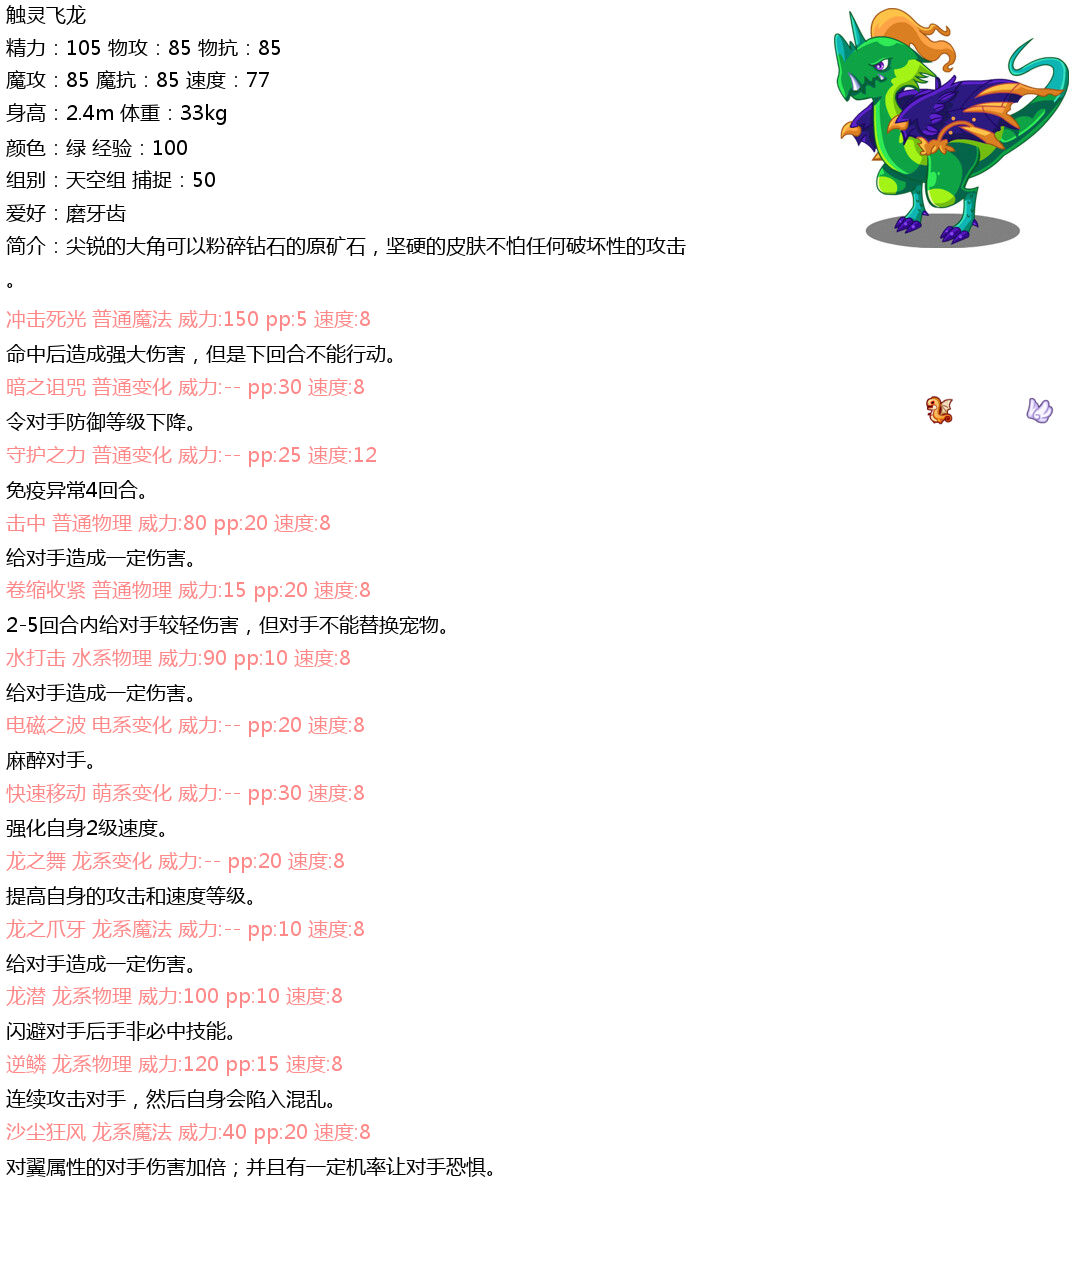 触灵飞龙
精力：105 物攻：85 物抗：85
魔攻：85 魔抗：85 速度：77
身高：2.4m 体重：33kg
颜色：绿 经验：100
组别：天空组 捕捉：50
爱好：磨牙齿
简介：尖锐的大角可以粉碎钻石的原矿石，坚硬的皮肤不怕任何破坏性的攻击
。
冲击死光 普通魔法 威力:150 pp:5 速度:8
命中后造成强大伤害，但是下回合不能行动。
暗之诅咒 普通变化 威力:-- pp:30 速度:8
令对手防御等级下降。
守护之力 普通变化 威力:-- pp:25 速度:12
免疫异常4回合。
击中 普通物理 威力:80 pp:20 速度:8
给对手造成一定伤害。
卷缩收紧 普通物理 威力:15 pp:20 速度:8
2-5回合内给对手较轻伤害，但对手不能替换宠物。
水打击 水系物理 威力:90 pp:10 速度:8
给对手造成一定伤害。
电磁之波 电系变化 威力:-- pp:20 速度:8
麻醉对手。
快速移动 萌系变化 威力:-- pp:30 速度:8
强化自身2级速度。
龙之舞 龙系变化 威力:-- pp:20 速度:8
提高自身的攻击和速度等级。
龙之爪牙 龙系魔法 威力:-- pp:10 速度:8
给对手造成一定伤害。
龙潜 龙系物理 威力:100 pp:10 速度:8
闪避对手后手非必中技能。
逆鳞 龙系物理 威力:120 pp:15 速度:8
连续攻击对手，然后自身会陷入混乱。
沙尘狂风 龙系魔法 威力:40 pp:20 速度:8
对翼属性的对手伤害加倍；并且有一定机率让对手恐惧。